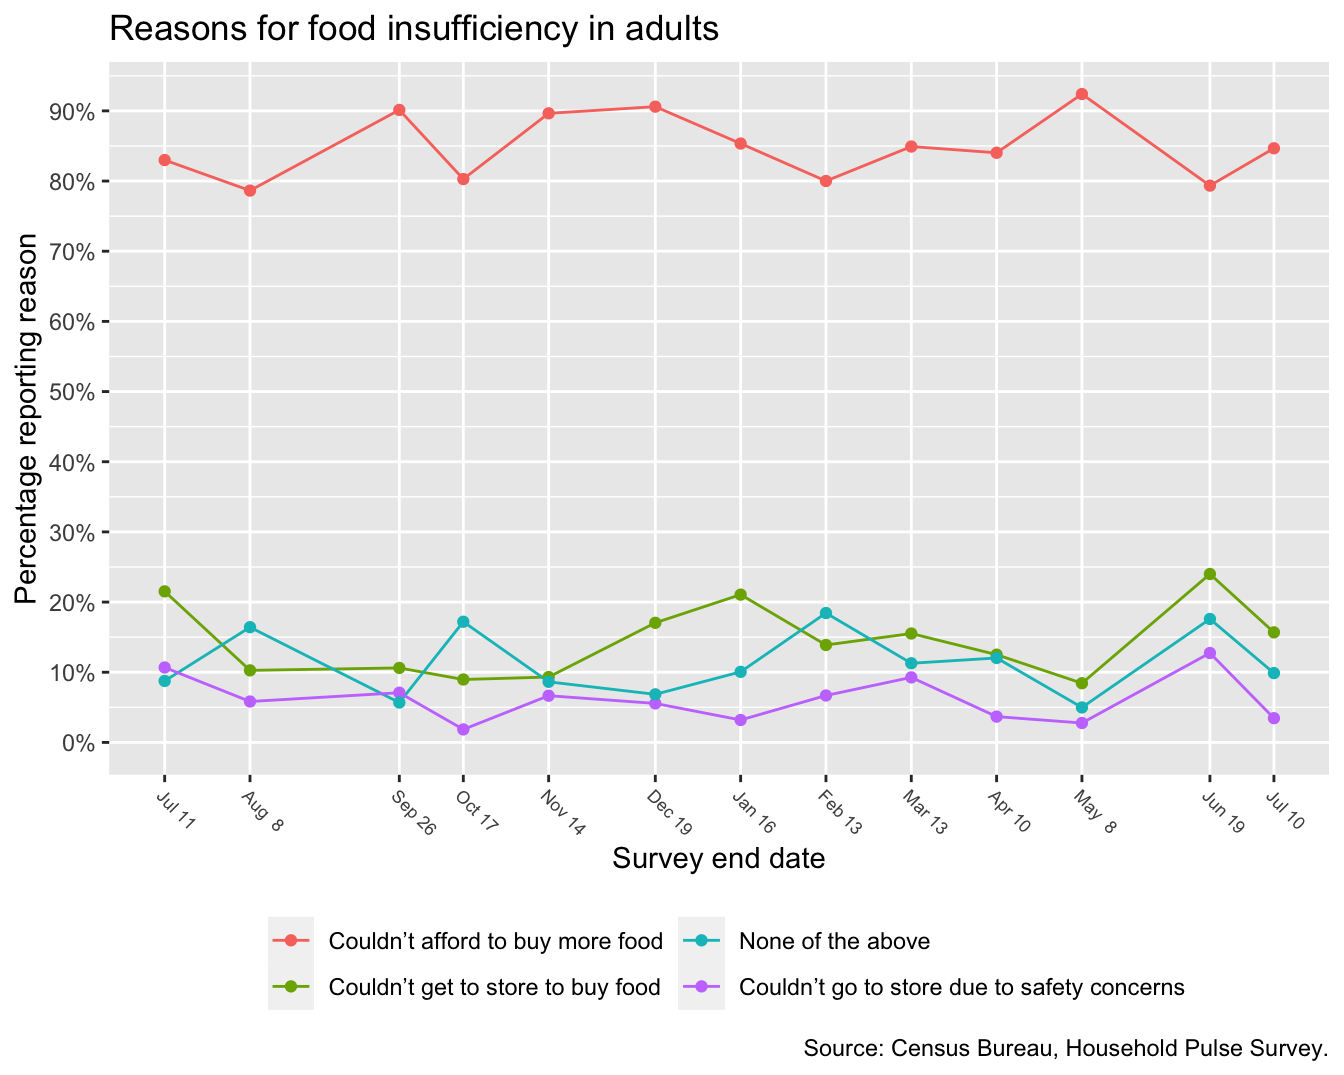 Reasons for food insufficiency in adults
Percentage reporting reason
90%
80%
70%
60%
50%
40%
30%
20%
10%
0%
Jul 11
Aug 8
Sep 26
Oct 17
Nov 14
Dec 19
Jan 16
Feb 13
Mar 13
Apr 10
May 8
Jun 19
Jul 10
Survey end date
Couldn’t afford to buy more food
None of the above
Couldn’t get to store to buy food
Couldn’t go to store due to safety concerns
Source: Census Bureau, Household Pulse Survey.